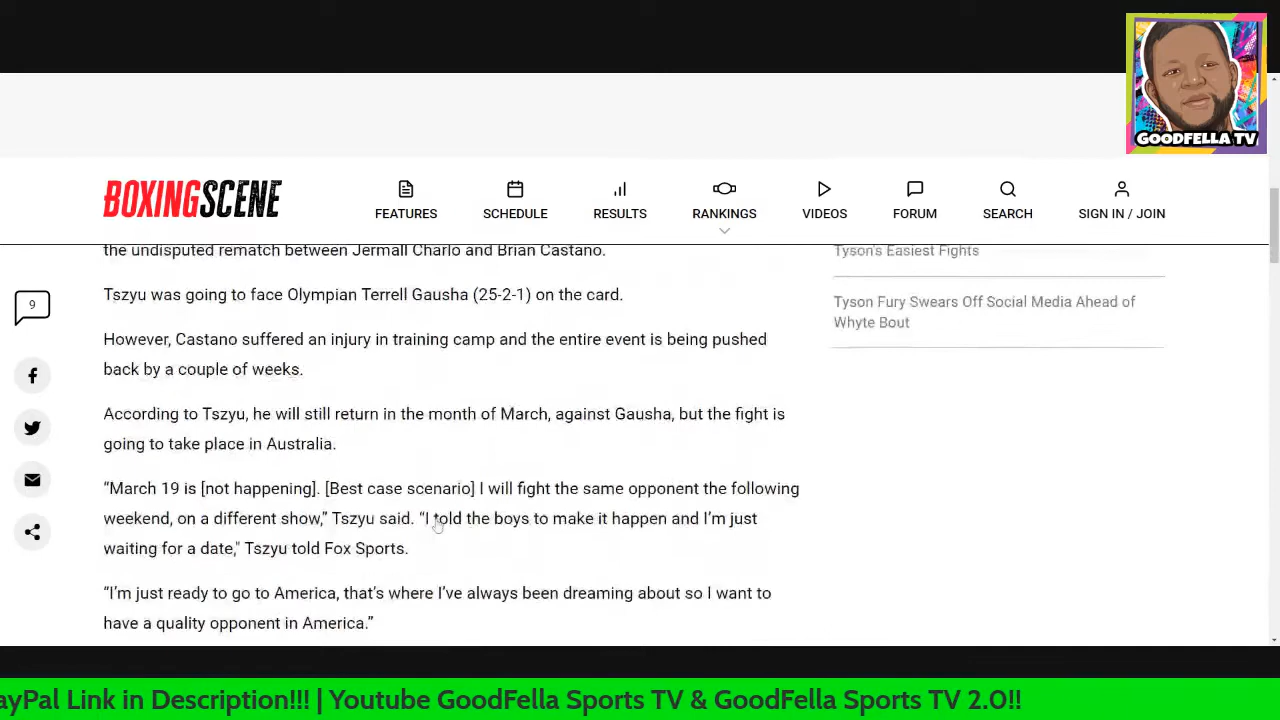 GOODFELLA TV
BOXINGSCENE
FEATURES
SCHEDULE
RESULTS
RANKINGS
VIDEOS
FORUM
SEARCH
SIGN IN / JOIN
the undisputed rematch between Jermall Charlo and Brian Castano.
Tszyu was going to face Olympian Terrell Gausha (25-2-1) on the card.
However, Castano suffered an injury in training camp and the entire event is being pushed
back by a couple of weeks.
According to Tszyu, he will still return in the month of March, against Gausha, but the fight is
going to take place in Australia.
“March 19 is [not happening]. [Best case scenario] I will fight the same opponent the following
weekend, on a different show,” Tszyu said. “I told the boys to make it happen and I’m just
waiting for a date," Tszyu told Fox Sports.
“I’m just ready to go to America, that’s where I’ve always been dreaming about so I want to
have a quality opponent in America.”
9
Tyson's Easiest Fights
Tyson Fury Swears Off Social Media Ahead of
Whyte Bout
ayPal Link in Description!!! | Youtube GoodFella Sports TV & GoodFella Sports TV 2.0!!